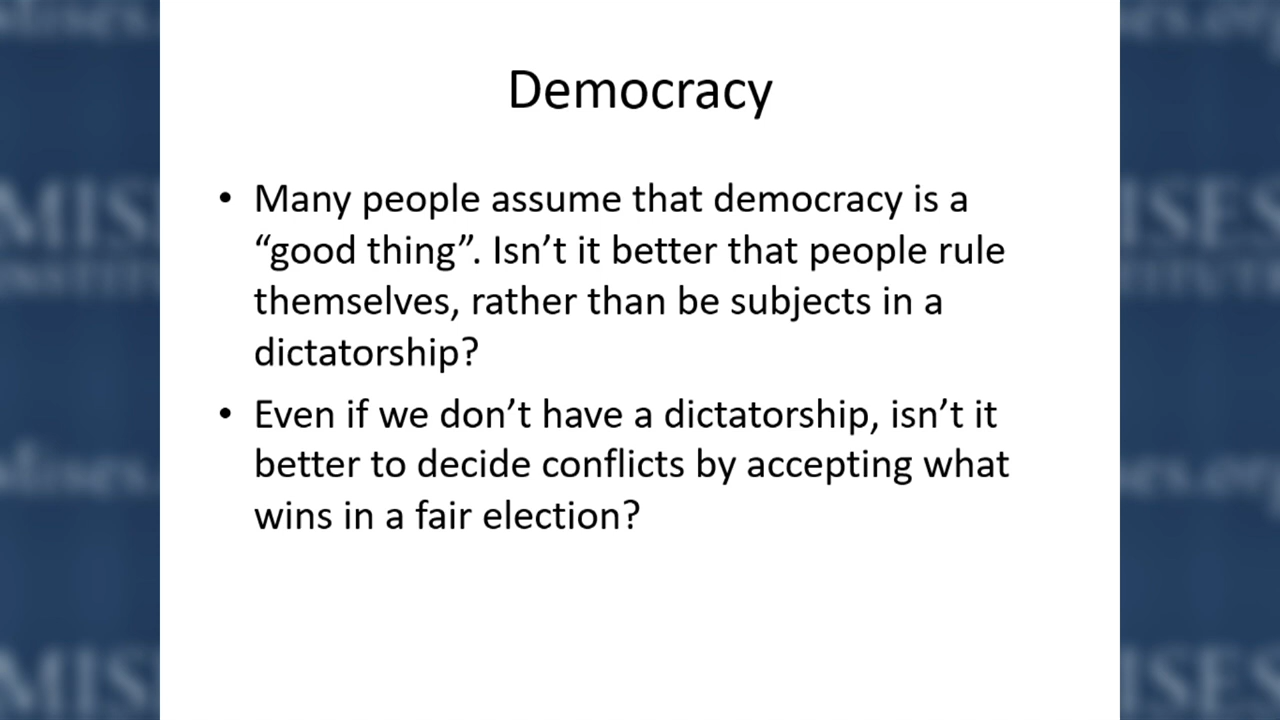 Democracy
• Many people assume that democracy is a
“good thing”. Isn’t it better that people rule
themselves, rather than be subjects in a
dictatorship?
• Even if we don’t have a dictatorship, isn’t it
better to decide conflicts by accepting what
wins in a fair election?